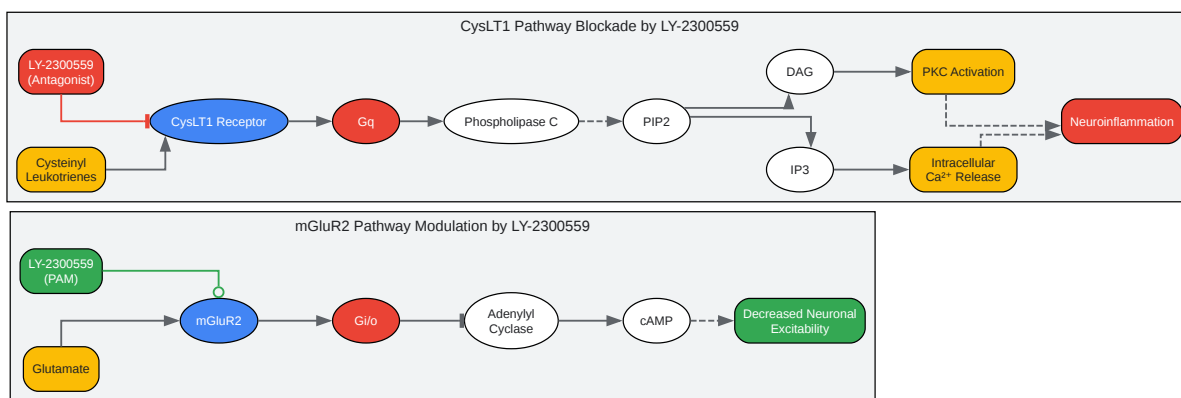 CysLT1 Pathway Blockade by LY-2300559
LY-2300559
(Antagonist)
CysLT1 Receptor
Gq
Phospholipase C
PIP2
DAG
PKC Activation
Neuroinflammation
Cysteinyl
Leukotrienes
IP3
Intracellular
Ca²⁺ Release
mGluR2 Pathway Modulation by LY-2300559
LY-2300559
(PAM)
mGluR2
Gi/o
Adenylyl
Cyclase
cAMP
Decreased Neuronal
Excitability
Glutamate